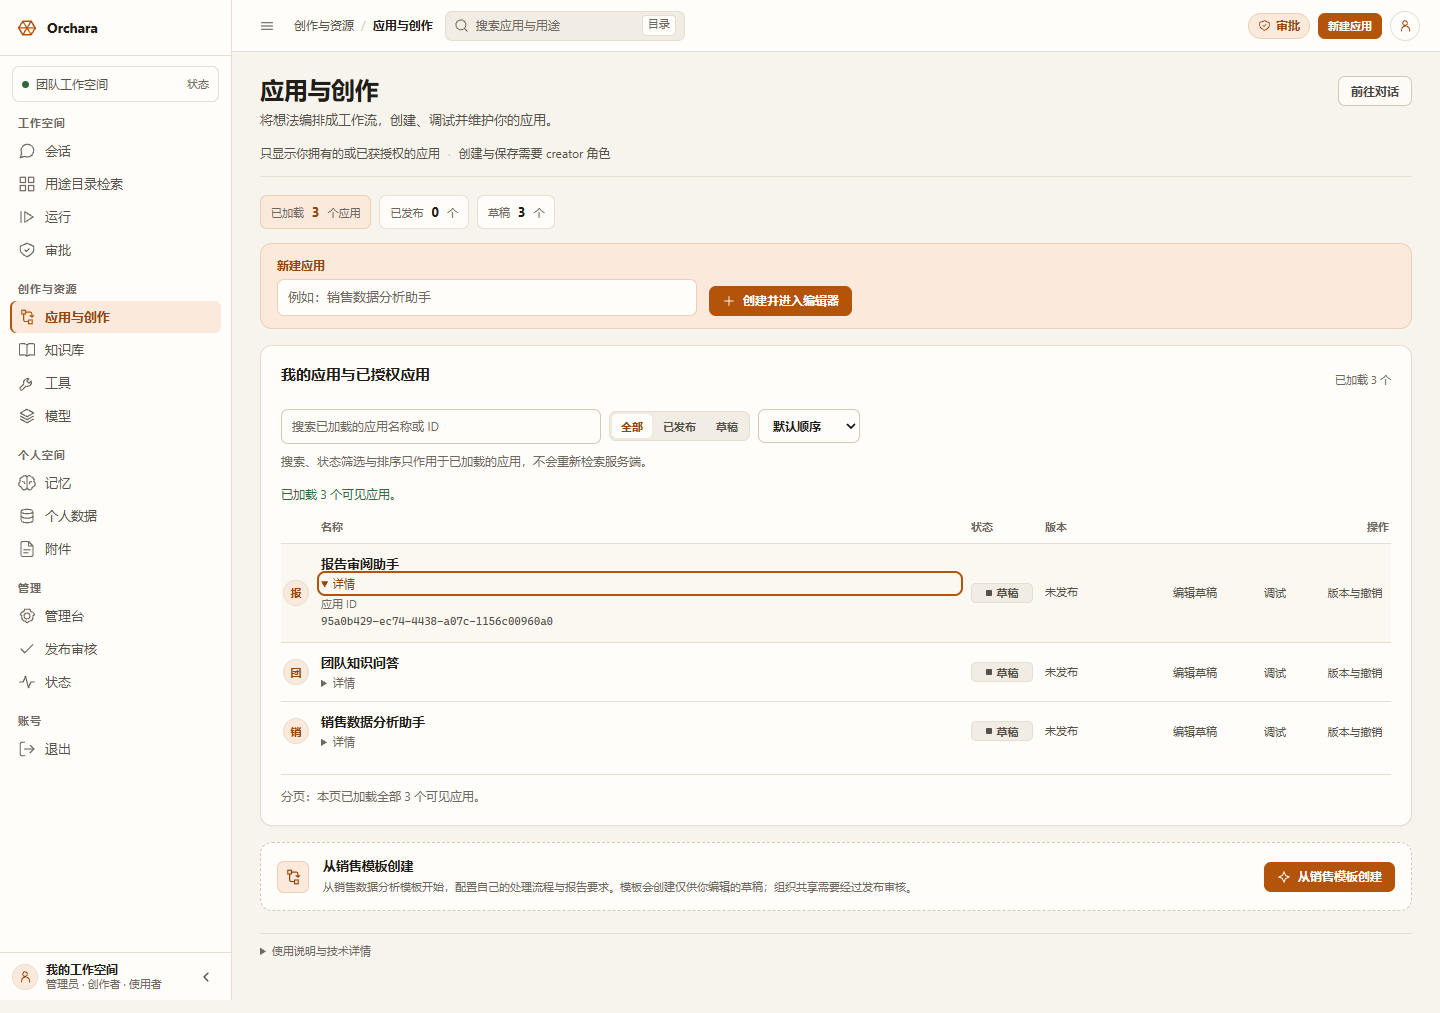 Orchara
团队工作空间 状态
工作空间
会话
用途目录检索
运行
审批
创作与资源
应用与创作
知识库
工具
模型
个人空间
记忆
个人数据
附件
管理
管理台
发布审核
状态
账号
退出
我的工作空间
管理员 · 创作者 · 使用者
创作与资源 / 应用与创作 搜索应用与用途 目录 审批 新建应用
应用与创作
前往对话
将想法编排成工作流，创建、调试并维护你的应用。
只显示你拥有的或已获授权的应用 · 创建与保存需要 creator 角色
已加载 3 个应用 已发布 0 个 草稿 3 个
新建应用
例如：销售数据分析助手
创建并进入编辑器
我的应用与已授权应用
已加载 3 个
搜索已加载的应用名称或 ID 全部 已发布 草稿 默认顺序
搜索、状态筛选与排序只作用于已加载的应用，不会重新检索服务端。
已加载 3 个可见应用。
名称 状态 版本 操作
报告审阅助手
详情
报 草稿 未发布 编辑草稿 调试 版本与撤销
应用 ID
95a0b429-ec74-4438-a07c-1156c00960a0
团队知识问答
团 草稿 未发布 编辑草稿 调试 版本与撤销
详情
销售数据分析助手
销 草稿 未发布 编辑草稿 调试 版本与撤销
详情
分页：本页已加载全部 3 个可见应用。
从销售模板创建
从销售数据分析模板开始，配置自己的处理流程与报告要求。模板会创建仅供你编辑的草稿；组织共享需要经过发布审核。
从销售模板创建
使用说明与技术详情